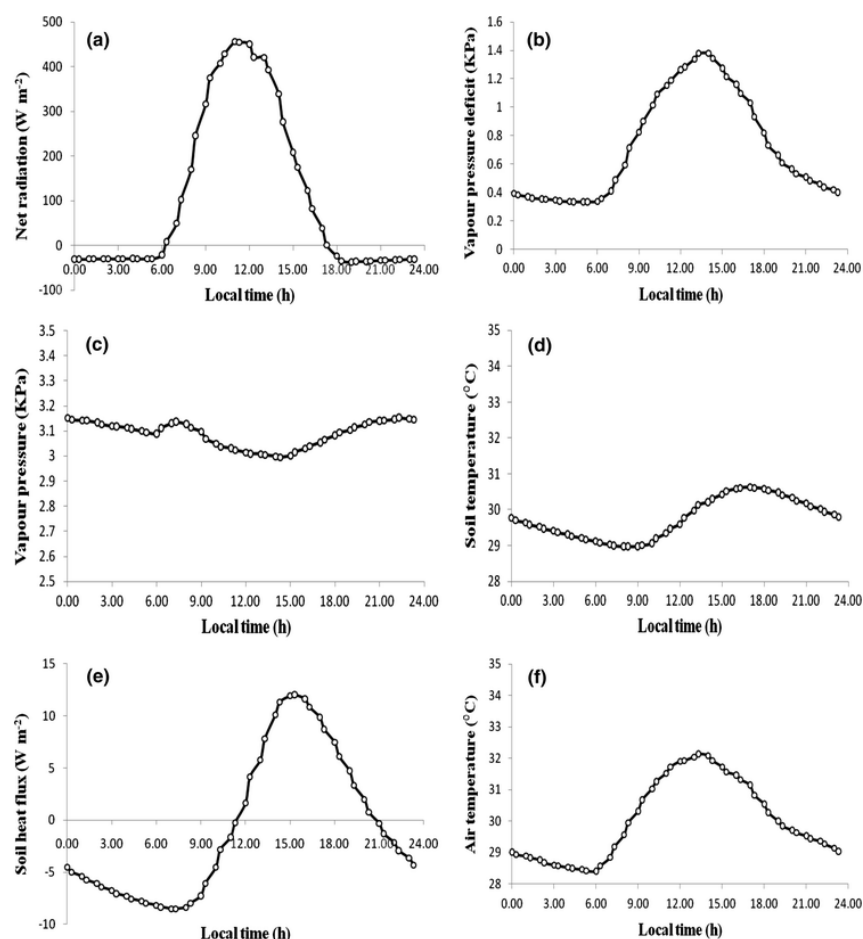 (a)
Net radiation (W m⁻²)
500
400
300
200
100
0
-100
0.00 3.00 6.00 9.00 12.00 15.00 18.00 21.00 24.00
Local time (h)
(b)
Vapour pressure deficit (KPa)
1.6
1.4
1.2
1
0.8
0.6
0.4
0.2
0
0.00 3.00 6.00 9.00 12.00 15.00 18.00 21.00 24.00
Local time (h)
(c)
Vapour pressure (KPa)
3.5
3.4
3.3
3.2
3.1
3
2.9
2.8
2.7
2.6
2.5
0.00 3.00 6.00 9.00 12.00 15.00 18.00 21.00 24.00
Local time (h)
(d)
Soil temperature (°C)
35
34
33
32
31
30
29
28
0.00 3.00 6.00 9.00 12.00 15.00 18.00 21.00 24.00
Local time (h)
(e)
Soil heat flux (W m⁻²)
15
10
5
0
-5
-10
0.00 3.00 6.00 9.00 12.00 15.00 18.00 21.00 24.00
Local time (h)
(f)
Air temperature (°C)
35
34
33
32
31
30
29
28
0.00 3.00 6.00 9.00 12.00 15.00 18.00 21.00 24.00
Local time (h)